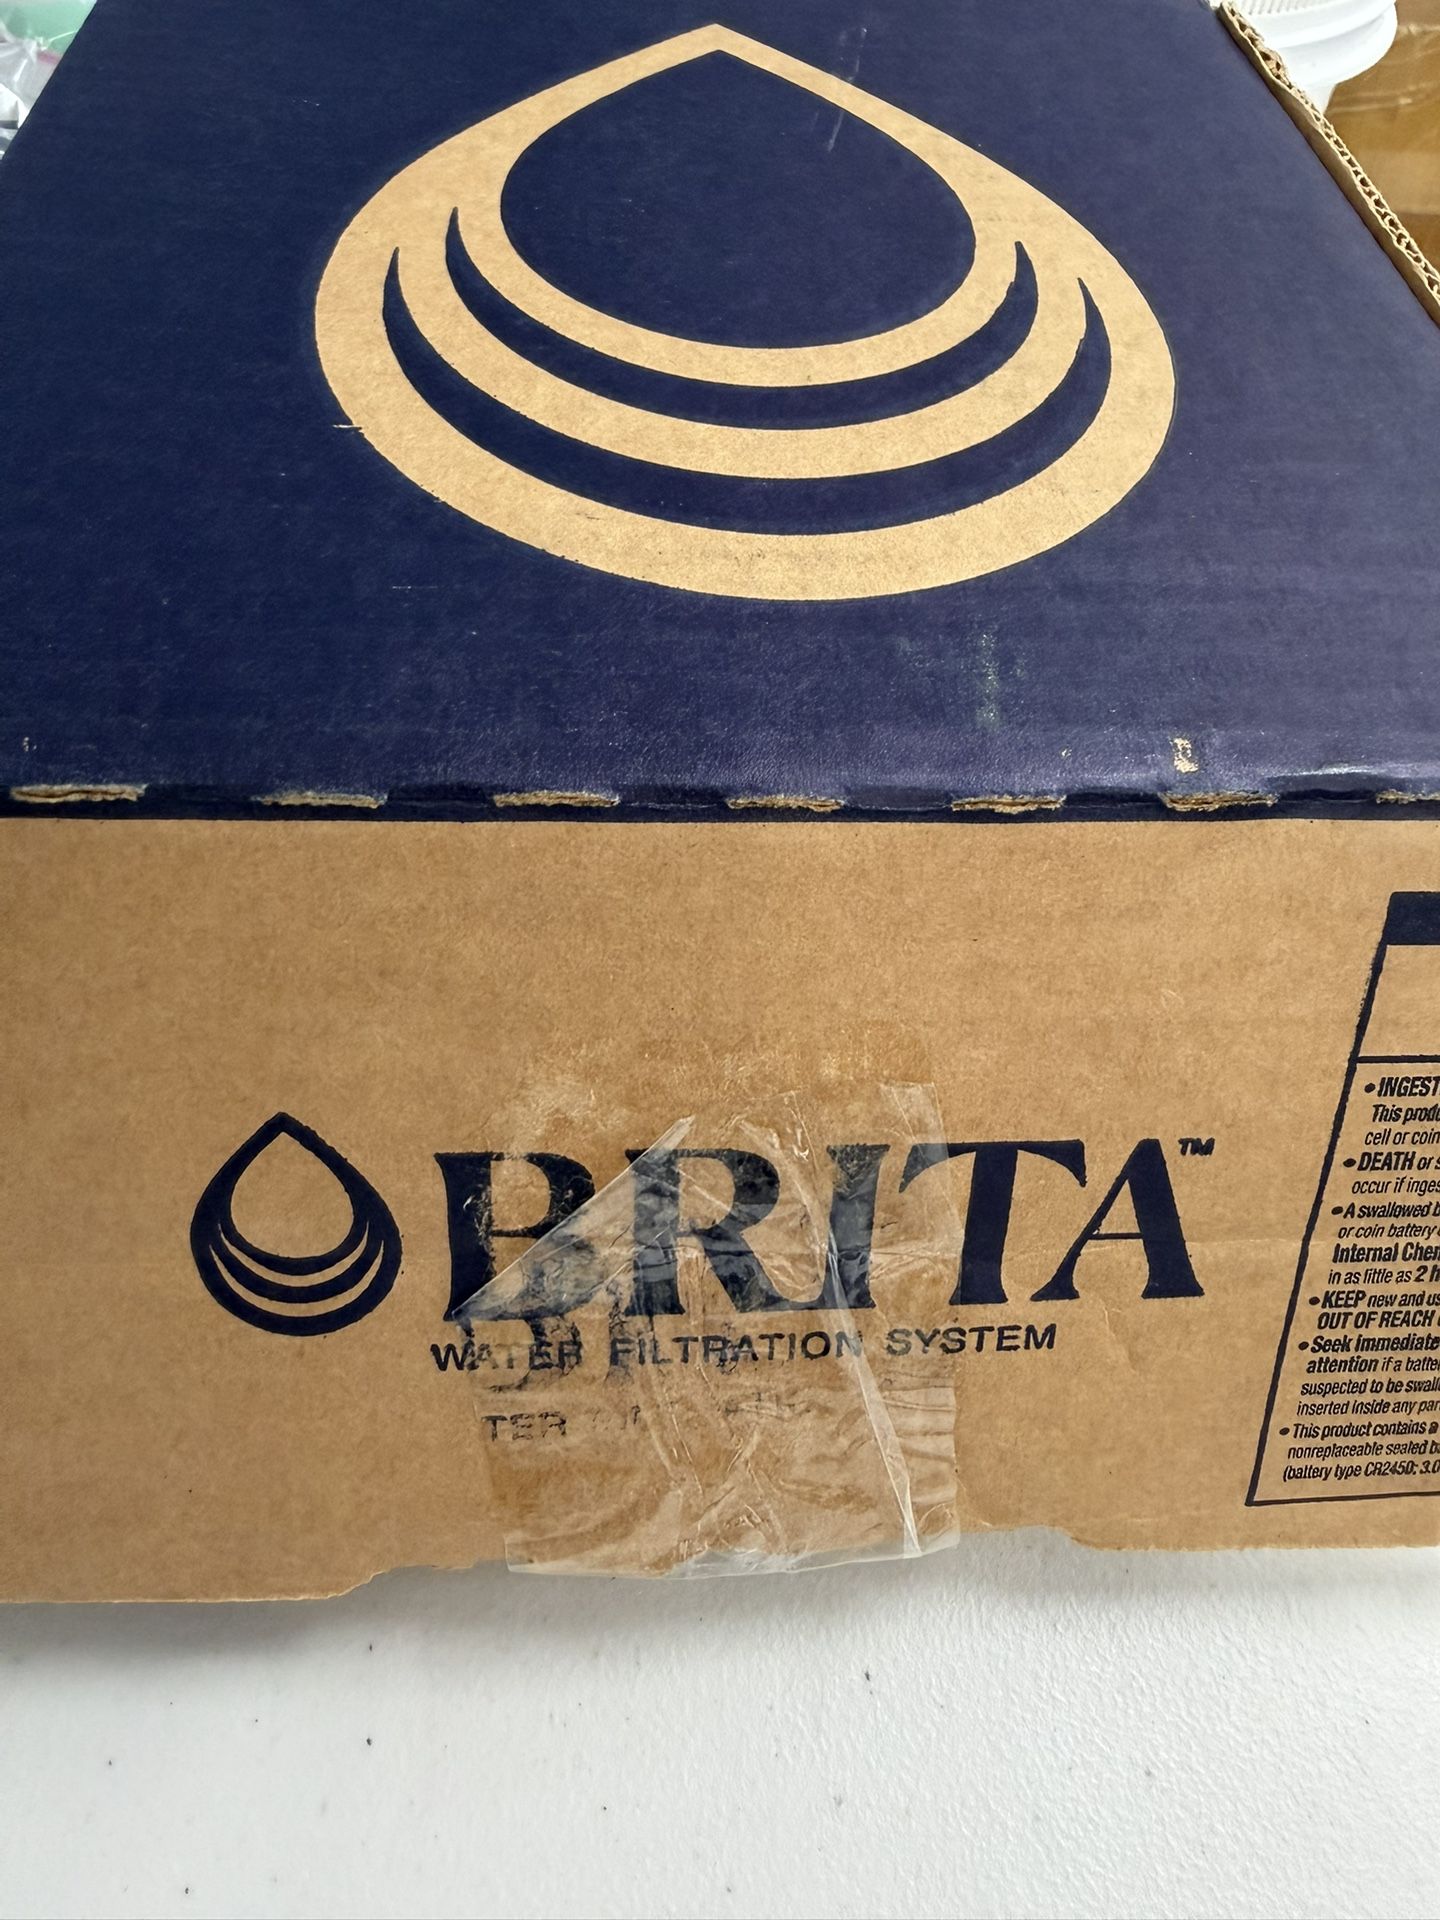 BRITA™
WATER FILTRATION SYSTEM
TER
• INGEST
This produ
cell or coin
• DEATH or s
occur if inges
• A swallowed b
or coin battery
Internal Chem
in as little as 2 h
• KEEP new and us
OUT OF REACH
• Seek immediate
attention if a batte
suspected to be swall
inserted inside any par
• This product contains a
nonreplaceable sealed b
(battery type CR2450: 3.0